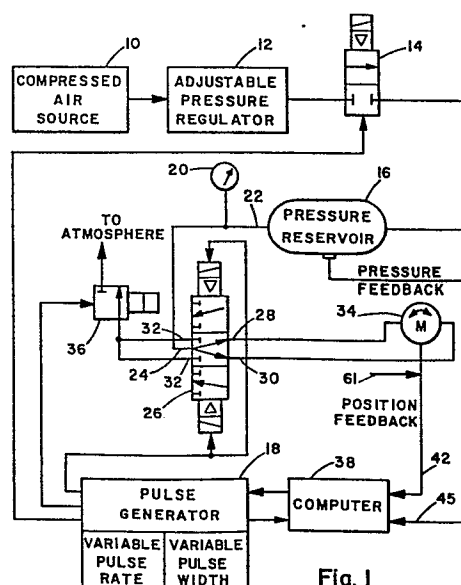 10
12
14
COMPRESSED
AIR
SOURCE
ADJUSTABLE
PRESSURE
REGULATOR
20
22
16
PRESSURE
RESERVOIR
TO
ATMOSPHERE
PRESSURE
FEEDBACK
34
M
36
32
28
24
32
30
26
61
POSITION
FEEDBACK
18
42
38
45
PULSE
GENERATOR
COMPUTER
VARIABLE
PULSE
RATE
VARIABLE
PULSE
WIDTH
Fig. 1